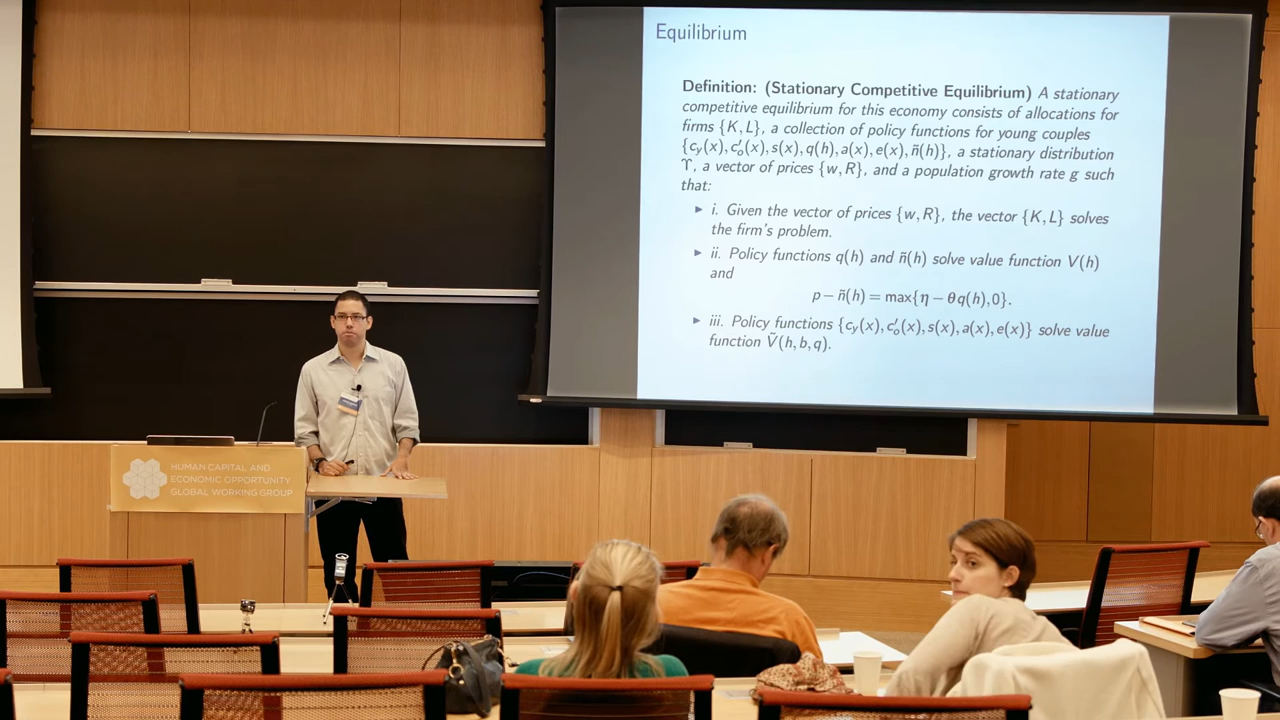 Equilibrium
Definition: (Stationary Competitive Equilibrium) A stationary
competitive equilibrium for this economy consists of allocations for
firms {K, L}, a collection of policy functions for young couples
{c_y(x), c'_o(x), s(x), q(h), a(x), e(x), ñ(h)}, a stationary distribution
ϒ, a vector of prices {w, R}, and a population growth rate g such
that:
▶ i. Given the vector of prices {w, R}, the vector {K, L} solves
the firm's problem.
▶ ii. Policy functions q(h) and ñ(h) solve value function V(h)
and
p − ñ(h) = max{η − θq(h), 0}.
▶ iii. Policy functions {c_y(x), c'_o(x), s(x), a(x), e(x)} solve value
function Ṽ(h, b, q).
HUMAN CAPITAL AND
ECONOMIC OPPORTUNITY
GLOBAL WORKING GROUP